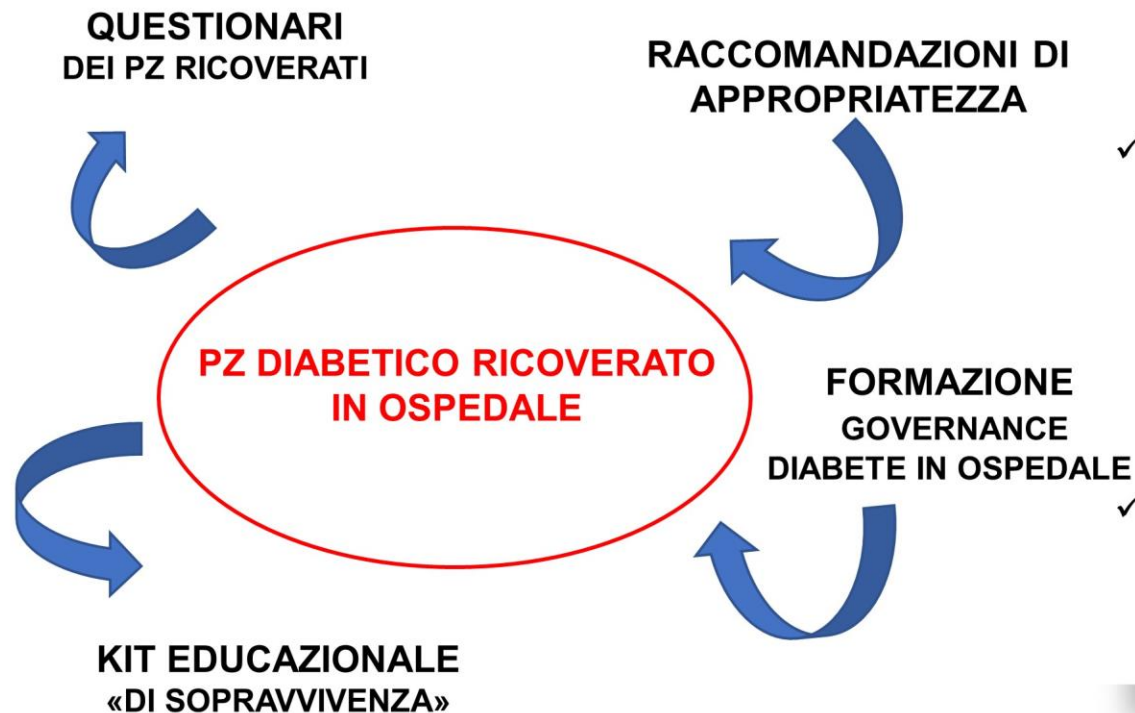 QUESTIONARI
DEI PZ RICOVERATI
RACCOMANDAZIONI DI
APPROPRIATEZZA
✓
PZ DIABETICO RICOVERATO
IN OSPEDALE
FORMAZIONE
GOVERNANCE
DIABETE IN OSPEDALE
✓
KIT EDUCAZIONALE
«DI SOPRAVVIVENZA»